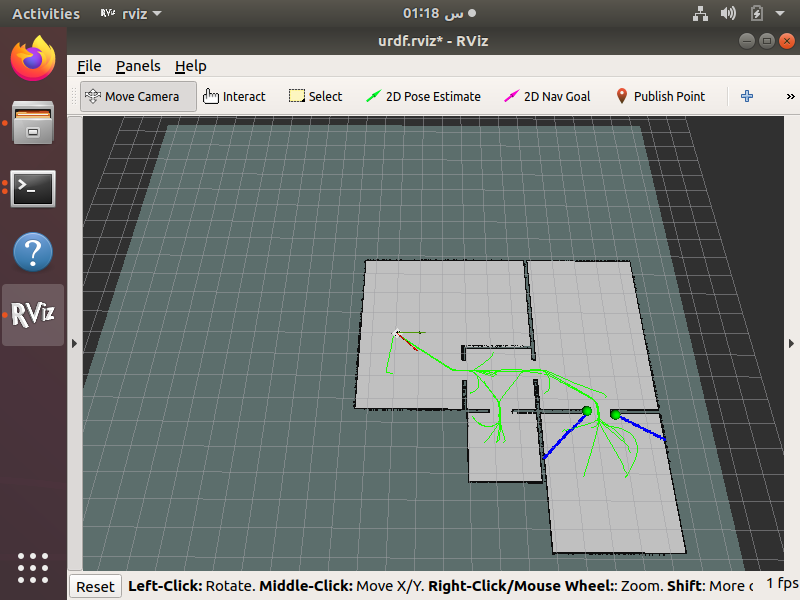 Activities
rviz
01:18 س
urdf.rviz* - RViz
File Panels Help
Move Camera Interact Select 2D Pose Estimate 2D Nav Goal Publish Point »
RViz
Reset Left-Click: Rotate. Middle-Click: Move X/Y. Right-Click/Mouse Wheel:: Zoom. Shift: More o 1 fps